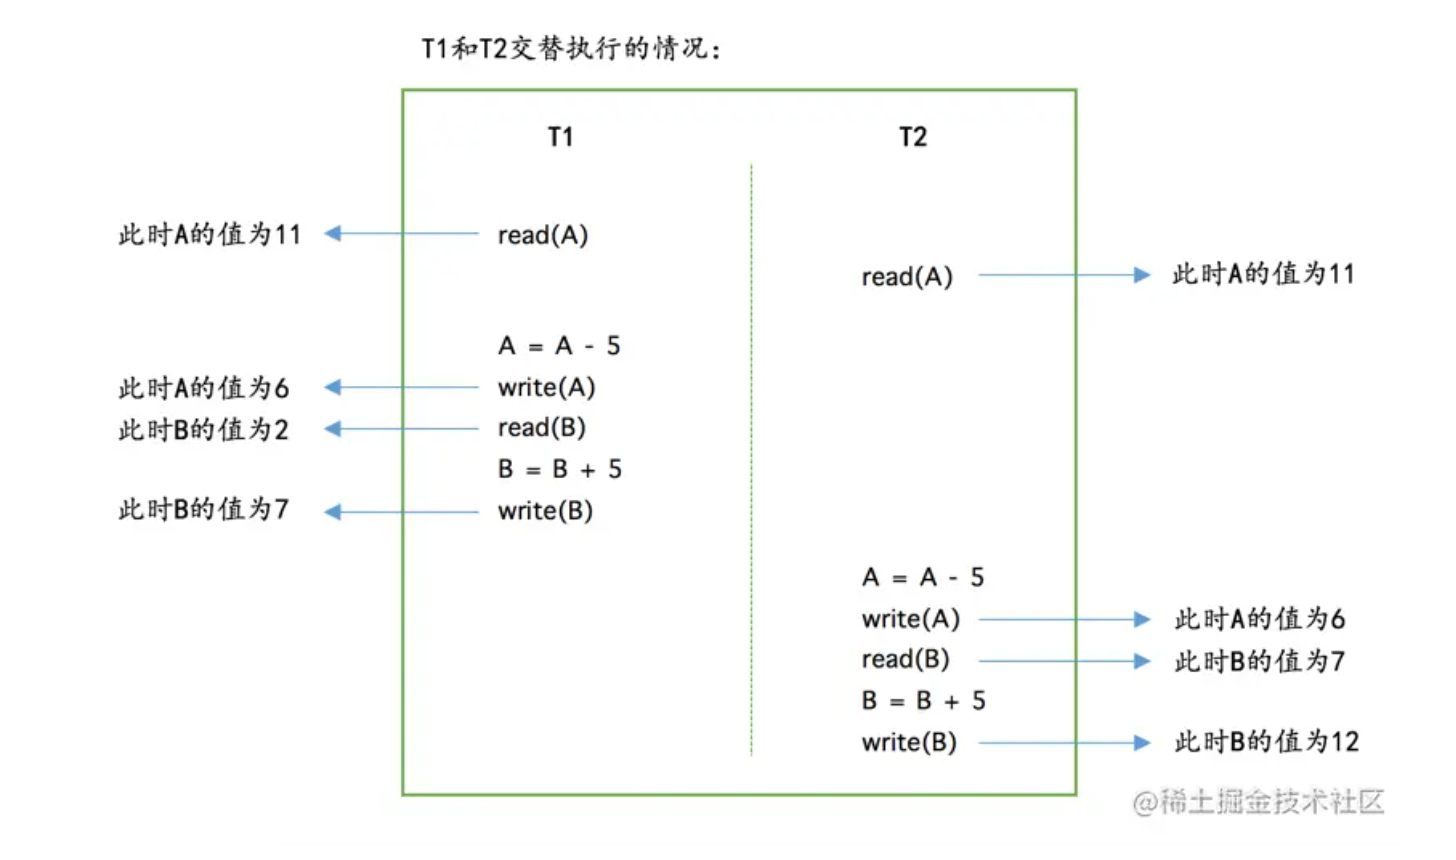 T1和T2交替执行的情况：
T1
T2
此时A的值为11
read(A)
read(A)
此时A的值为11
A = A - 5
此时A的值为6
write(A)
此时B的值为2
read(B)
B = B + 5
此时B的值为7
write(B)
A = A - 5
write(A)
此时A的值为6
read(B)
此时B的值为7
B = B + 5
write(B)
此时B的值为12
@稀土掘金技术社区